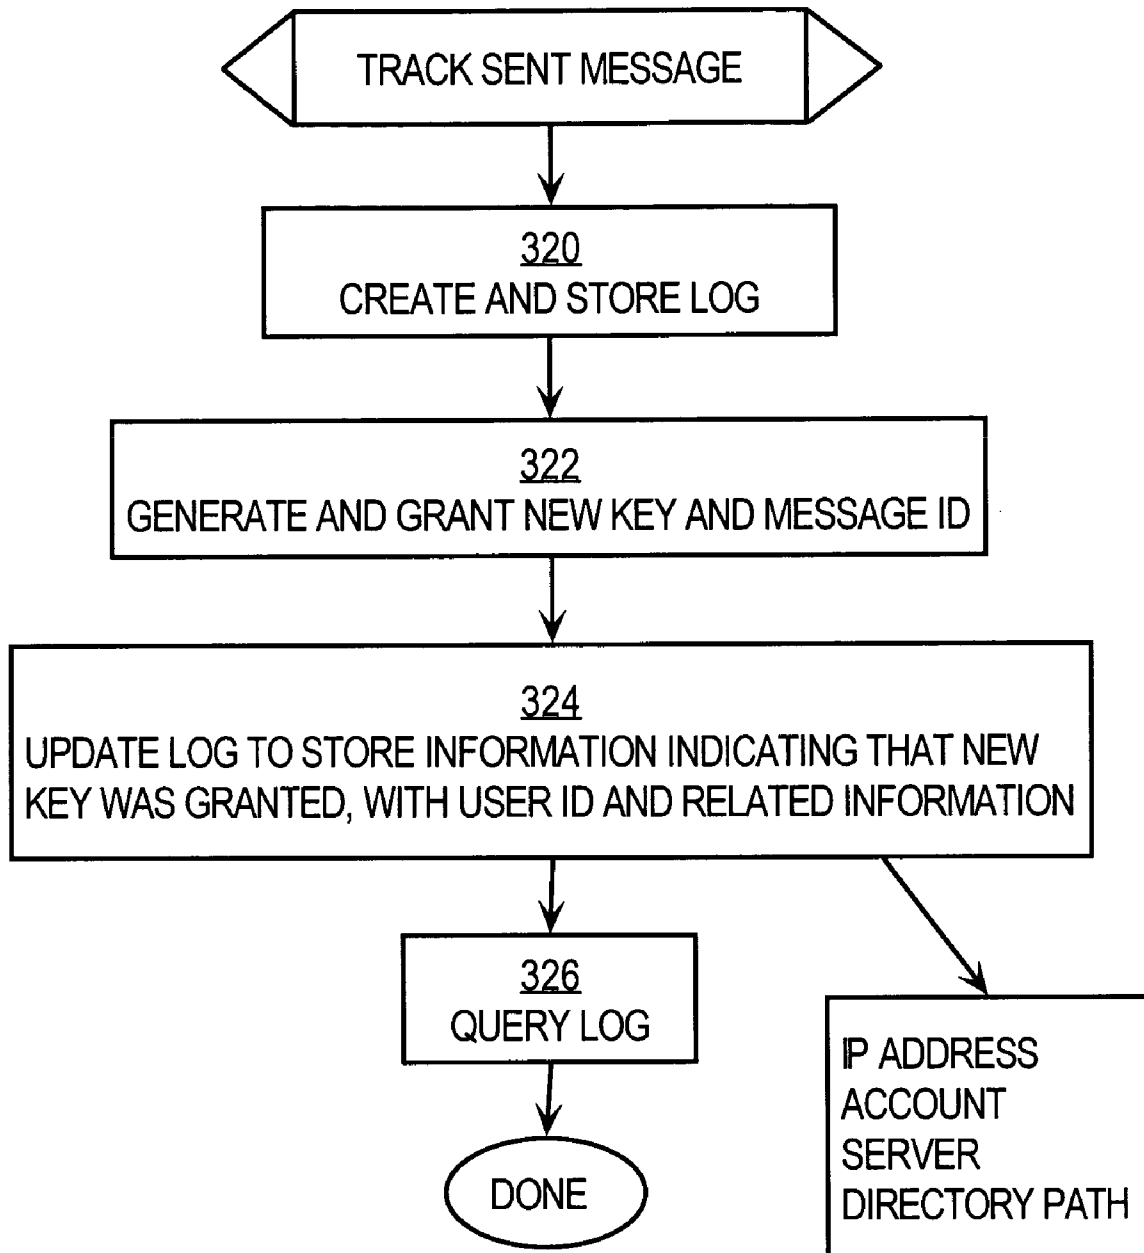 TRACK SENT MESSAGE
320
CREATE AND STORE LOG
322
GENERATE AND GRANT NEW KEY AND MESSAGE ID
324
UPDATE LOG TO STORE INFORMATION INDICATING THAT NEW
KEY WAS GRANTED, WITH USER ID AND RELATED INFORMATION
326
QUERY LOG
IP ADDRESS
ACCOUNT
SERVER
DIRECTORY PATH
DONE